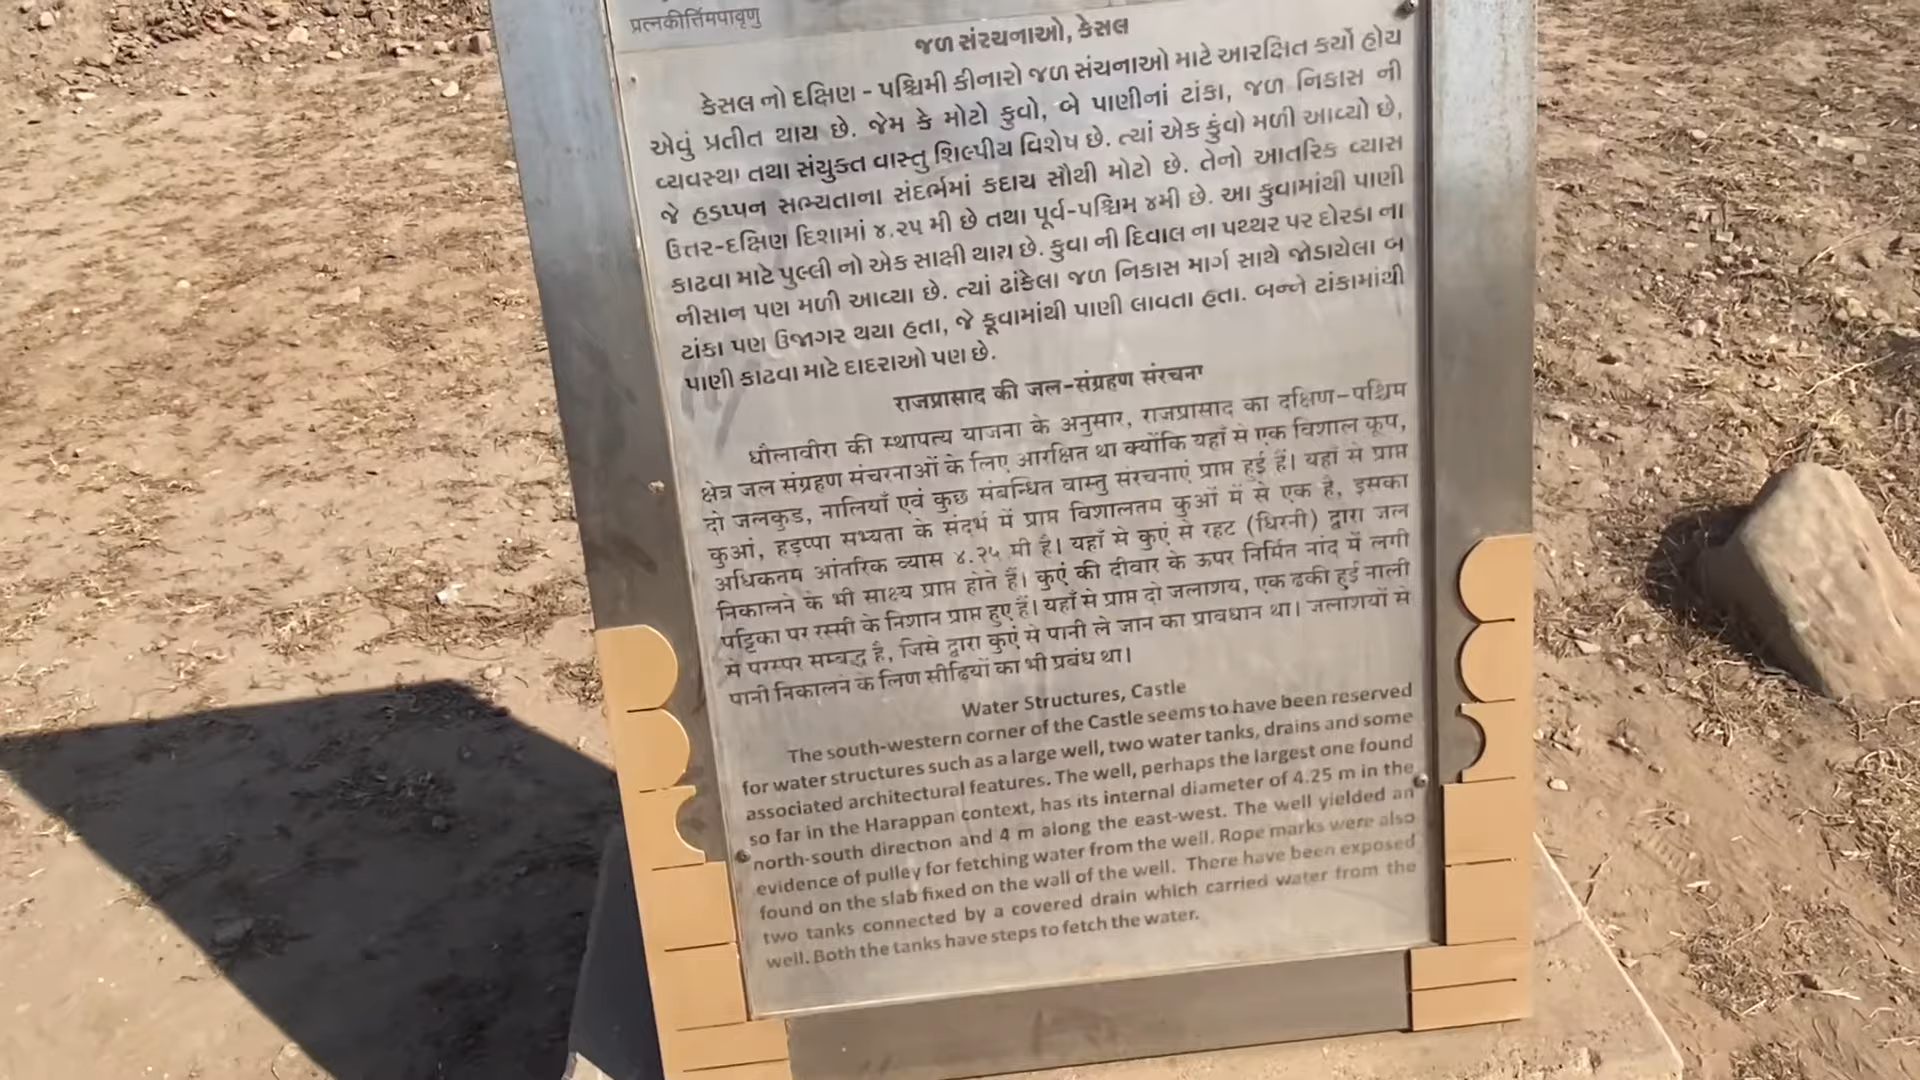 प्रत्नकीर्तिमपावृणु
જળ સંરચનાઓ, કેસલ
કેસલ નો દક્ષિણ - પશ્ચિમી કીનારો જળ સંચનાઓ માટે આરક્ષિત કર્યો હોય
એવું પ્રતીત થાય છે. જેમ કે મોટો કુવો, બે પાણીનાં ટાંકા, જળ નિકાસ ની
વ્યવસ્થા તથા સંયુક્ત વાસ્તુ શિલ્પીય વિશેષ છે. ત્યાં એક કુંવો મળી આવ્યો છે,
જે હડપ્પન સભ્યતાના સંદર્ભમાં કદાચ સૌથી મોટો છે. તેનો આતરિક વ્યાસ
ઉત્તર-દક્ષિણ દિશામાં ૪.૨૫ મી છે તથા પૂર્વ-પશ્ચિમ ૪મી છે. આ કુવામાંથી પાણી
કાઢવા માટે પુલ્લી નો એક સાક્ષી થાય છે. કુવા ની દિવાલ ના પથ્થર પર દોરડા ના
નીસાન પણ મળી આવ્યા છે. ત્યાં ઢાંકેલા જળ નિકાસ માર્ગ સાથે જોડાયેલા બ
ટાંકા પણ ઉજાગર થયા હતા, જે કૂવામાંથી પાણી લાવતા હતા. બન્ને ટાંકામાંથી
પાણી કાઢવા માટે દાદરાઓ પણ છે.
राजप्रासाद की जल-संग्रहण संरचना
धौलावीरा की स्थापत्य याजना के अनुसार, राजप्रासाद का दक्षिण-पश्चिम
क्षेत्र जल संग्रहण संचरनाओं के लिए आरक्षित था क्योंकि यहाँ से एक विशाल कूप,
दो जलकुड, नालियाँ एवं कुछ संबन्धित वास्तु संरचनाएं प्राप्त हुई हैं। यहाँ से प्राप्त
कुआं, हड़प्पा सभ्यता के संदर्भ में प्राप्त विशालतम कुओं में से एक है, इसका
अधिकतम आंतरिक व्यास ४.२५ मी है। यहाँ से कुएं से रहट (धिरनी) द्वारा जल
निकालने के भी साक्ष्य प्राप्त होते हैं। कुएं की दीवार के ऊपर निर्मित नांद में लगी
पट्टिका पर रस्सी के निशान प्राप्त हुए हैं। यहाँ से प्राप्त दो जलाशय, एक ढकी हुई नाली
मे परस्पर सम्बद्ध है, जिसे द्वारा कुएं से पानी ले जान का प्रावधान था। जलाशयों से
पानी निकालने के लिण सीढ़ियों का भी प्रबंध था।
Water Structures, Castle
The south-western corner of the Castle seems to have been reserved
for water structures such as a large well, two water tanks, drains and some
associated architectural features. The well, perhaps the largest one found
so far in the Harappan context, has its internal diameter of 4.25 m in the
north-south direction and 4 m along the east-west. The well yielded an
evidence of pulley for fetching water from the well. Rope marks were also
found on the slab fixed on the wall of the well. There have been exposed
two tanks connected by a covered drain which carried water from the
well. Both the tanks have steps to fetch the water.